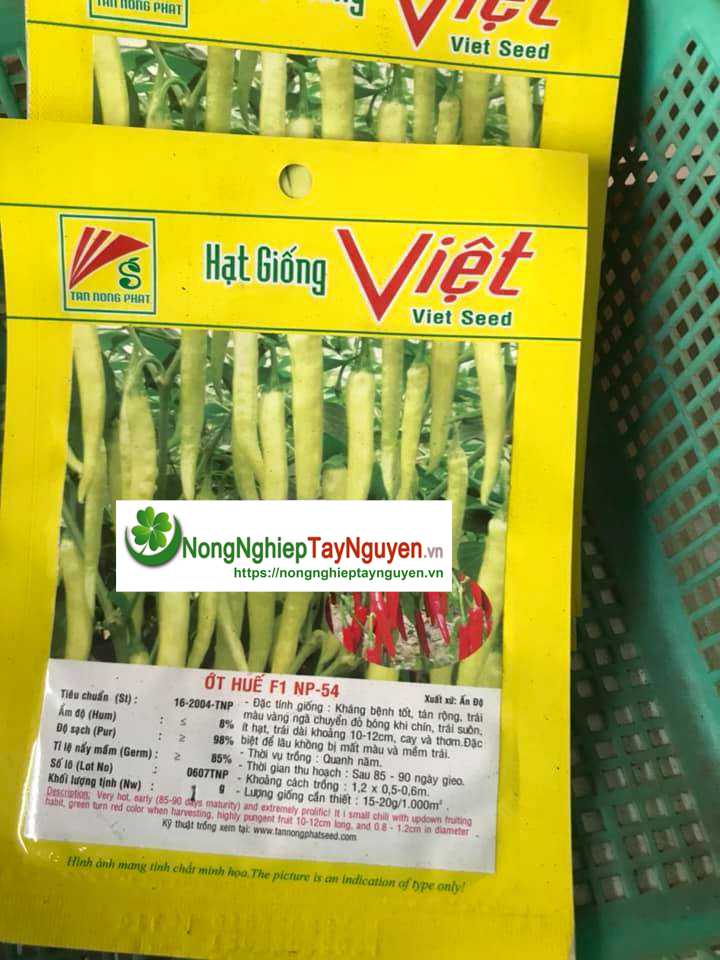 TAN NONG PHAT
Việt
Viet Seed
TAN NONG PHAT
Hạt Giống
Việt
Viet Seed
NongNghiepTayNguyen.vn
https://nongnghieptaynguyen.vn
ỚT HUẾ F1 NP-54
Xuất xứ: Ấn Độ
Tiêu chuẩn (St) : 16-2004-TNP
Ẩm độ (Hum) : ≤ 8%
Độ sạch (Pur) : ≥ 98%
Tỉ lệ nẩy mầm (Germ) : ≥ 85%
Số lô (Lot No) : 0607TNP
Khối lượng tịnh (Nw) : 1 g
- Đặc tính giống : Kháng bệnh tốt, tán rộng, trái
màu vàng ngà chuyển đỏ bóng khi chín, trái suôn,
ít hạt, trái dài khoảng 10-12cm, cay và thơm.Đặc
biệt để lâu không bị mất màu và mềm trái.
- Thời vụ trồng : Quanh năm.
- Thời gian thu hoạch : Sau 85 - 90 ngày gieo.
- Khoảng cách trồng : 1,2 x 0,5-0,6m.
- Lượng giống cần thiết : 15-20g/1.000m².
Description: Very hot, early (85-90 days maturity) and extremely prolific! It i small chili with updown fruiting
habit, green turn red color when harvesting, highly pungent fruit 10-12cm long, and 0.8 - 1.2cm in diameter
Kỹ thuật trồng xem tại: www.tannongphatseed.com
Hình ảnh mang tính chất minh họa.The picture is an indication of type only!